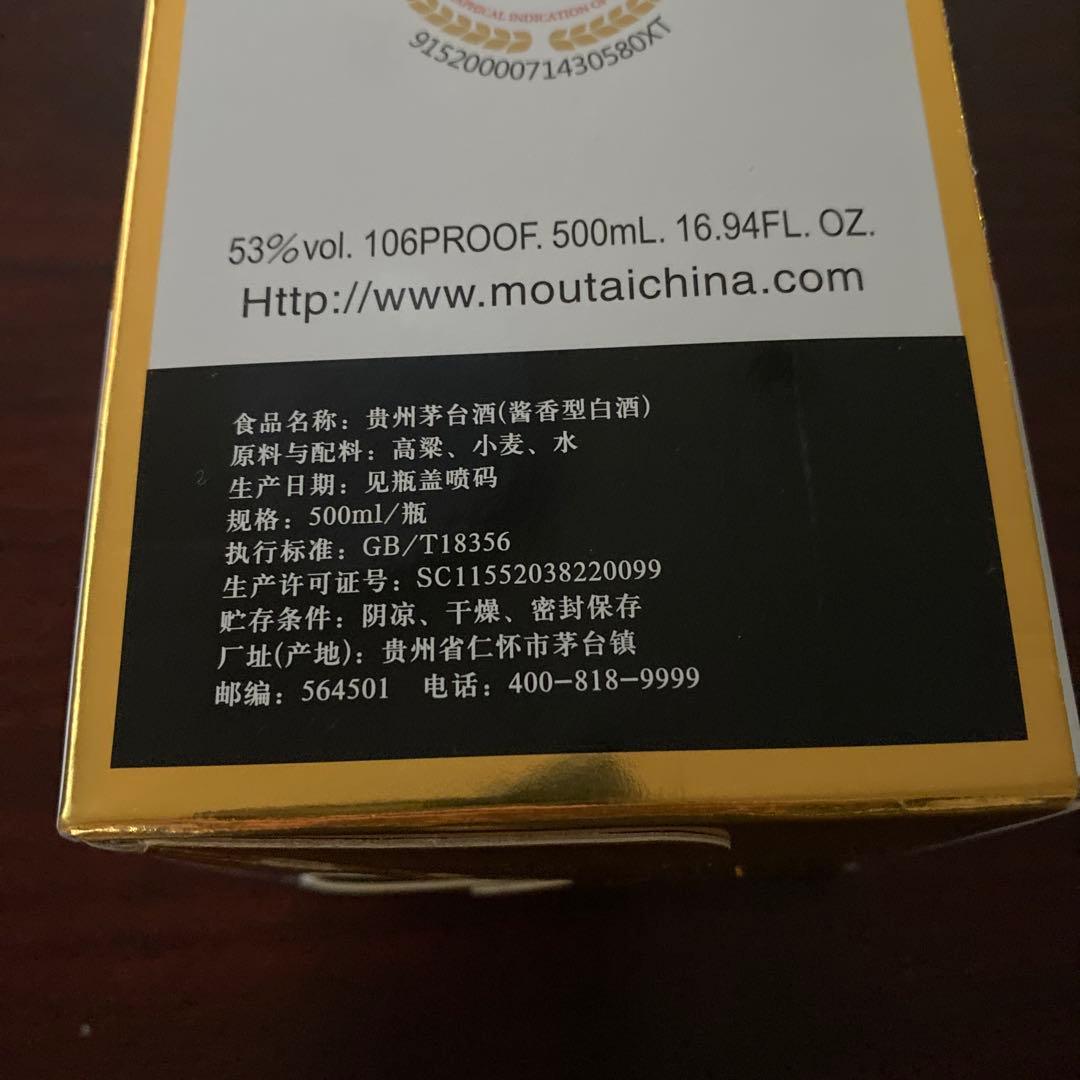 GEOGRAPHICAL INDICATION OF
9152000071430580XT
53%vol. 106PROOF. 500mL. 16.94FL. OZ.
Http://www.moutaichina.com
食品名称：贵州茅台酒(酱香型白酒)
原料与配料：高粱、小麦、水
生产日期：见瓶盖喷码
规格：500ml/瓶
执行标准：GB/T18356
生产许可证号：SC11552038220099
贮存条件：阴凉、干燥、密封保存
厂址(产地)：贵州省仁怀市茅台镇
邮编：564501 电话：400-818-9999